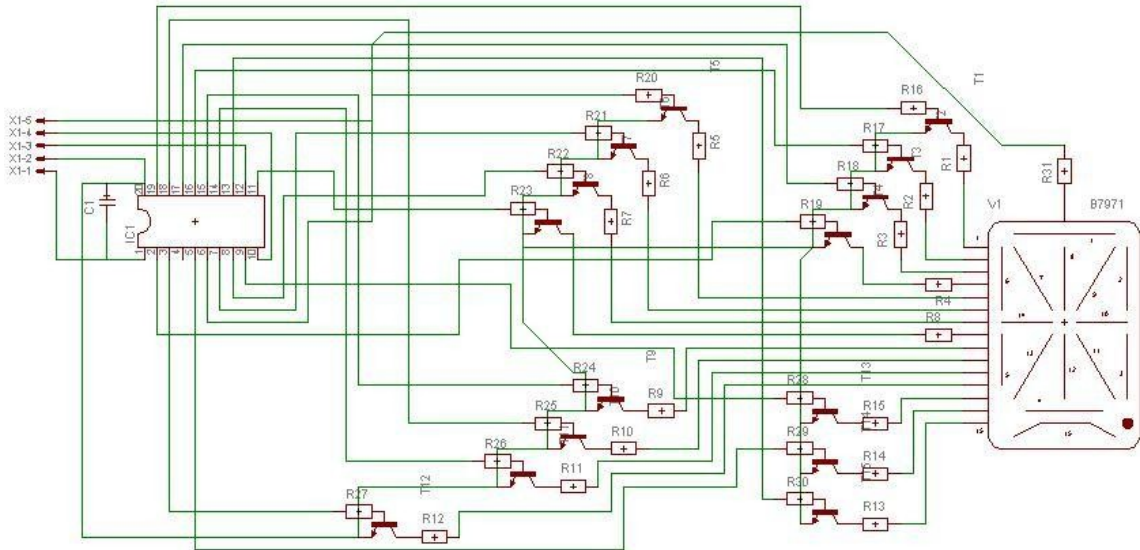 T5
T1
R20
R16
X1-5
X1-4
X1-3
X1-2
X1-1
R21
R17
R5
R1
R22
T3
R18
R31
20 19 18 17 16 15 14 13 12 11
R6
R23
R19
R2
C1
R7
R3
V1
B7971
IC1
1 2 3 4 5 6 7 8 9 10
R4
R8
T9
R24
T13
R28
R9
R15
R25
R29
R10
R14
R26
R11
T12
R27
R30
R12
R13